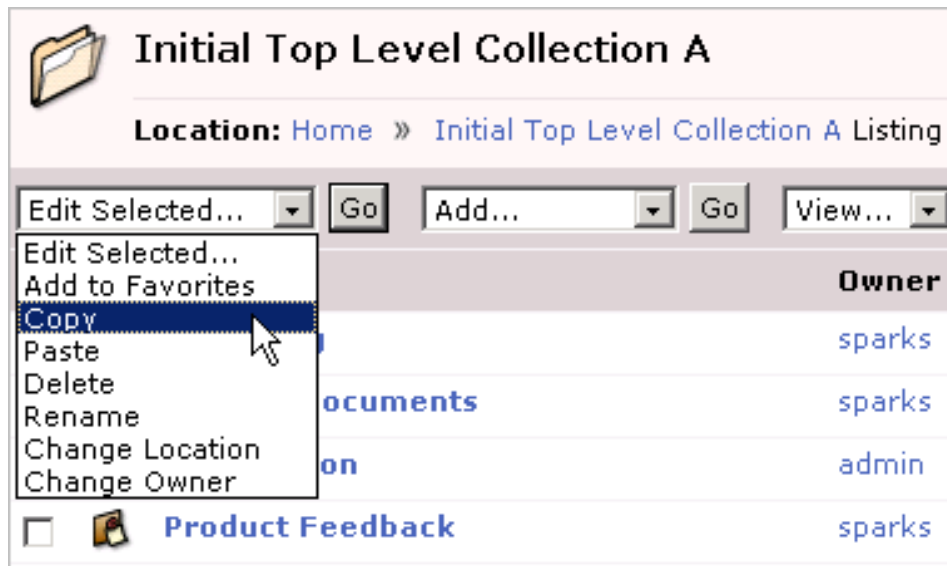 Initial Top Level Collection A
Location: Home » Initial Top Level Collection A Listing
Edit Selected... Go Add... Go View...
Edit Selected...
Add to Favorites
Owner
Copy
Paste
sparks
Delete
Rename
ocuments sparks
Change Location
on admin
Change Owner
Product Feedback sparks